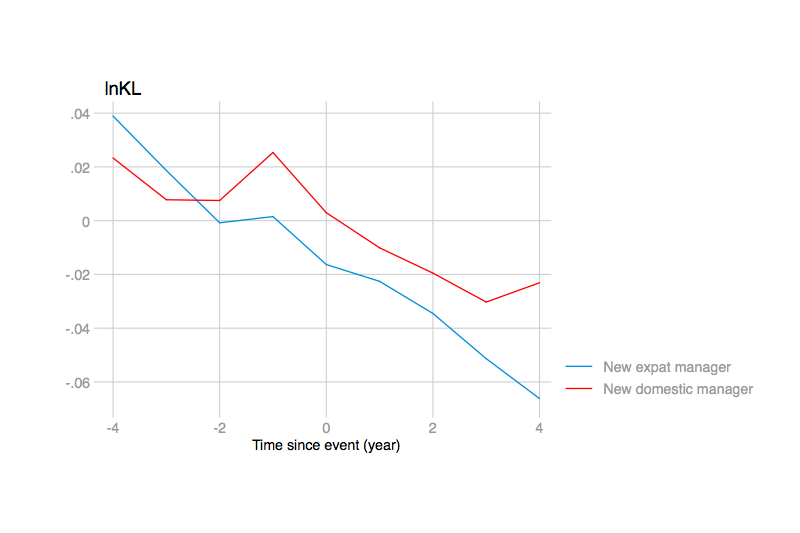 lnKL
.04
.02
0
-.02
-.04
-.06
-4 -2 0 2 4
Time since event (year)
New expat manager
New domestic manager